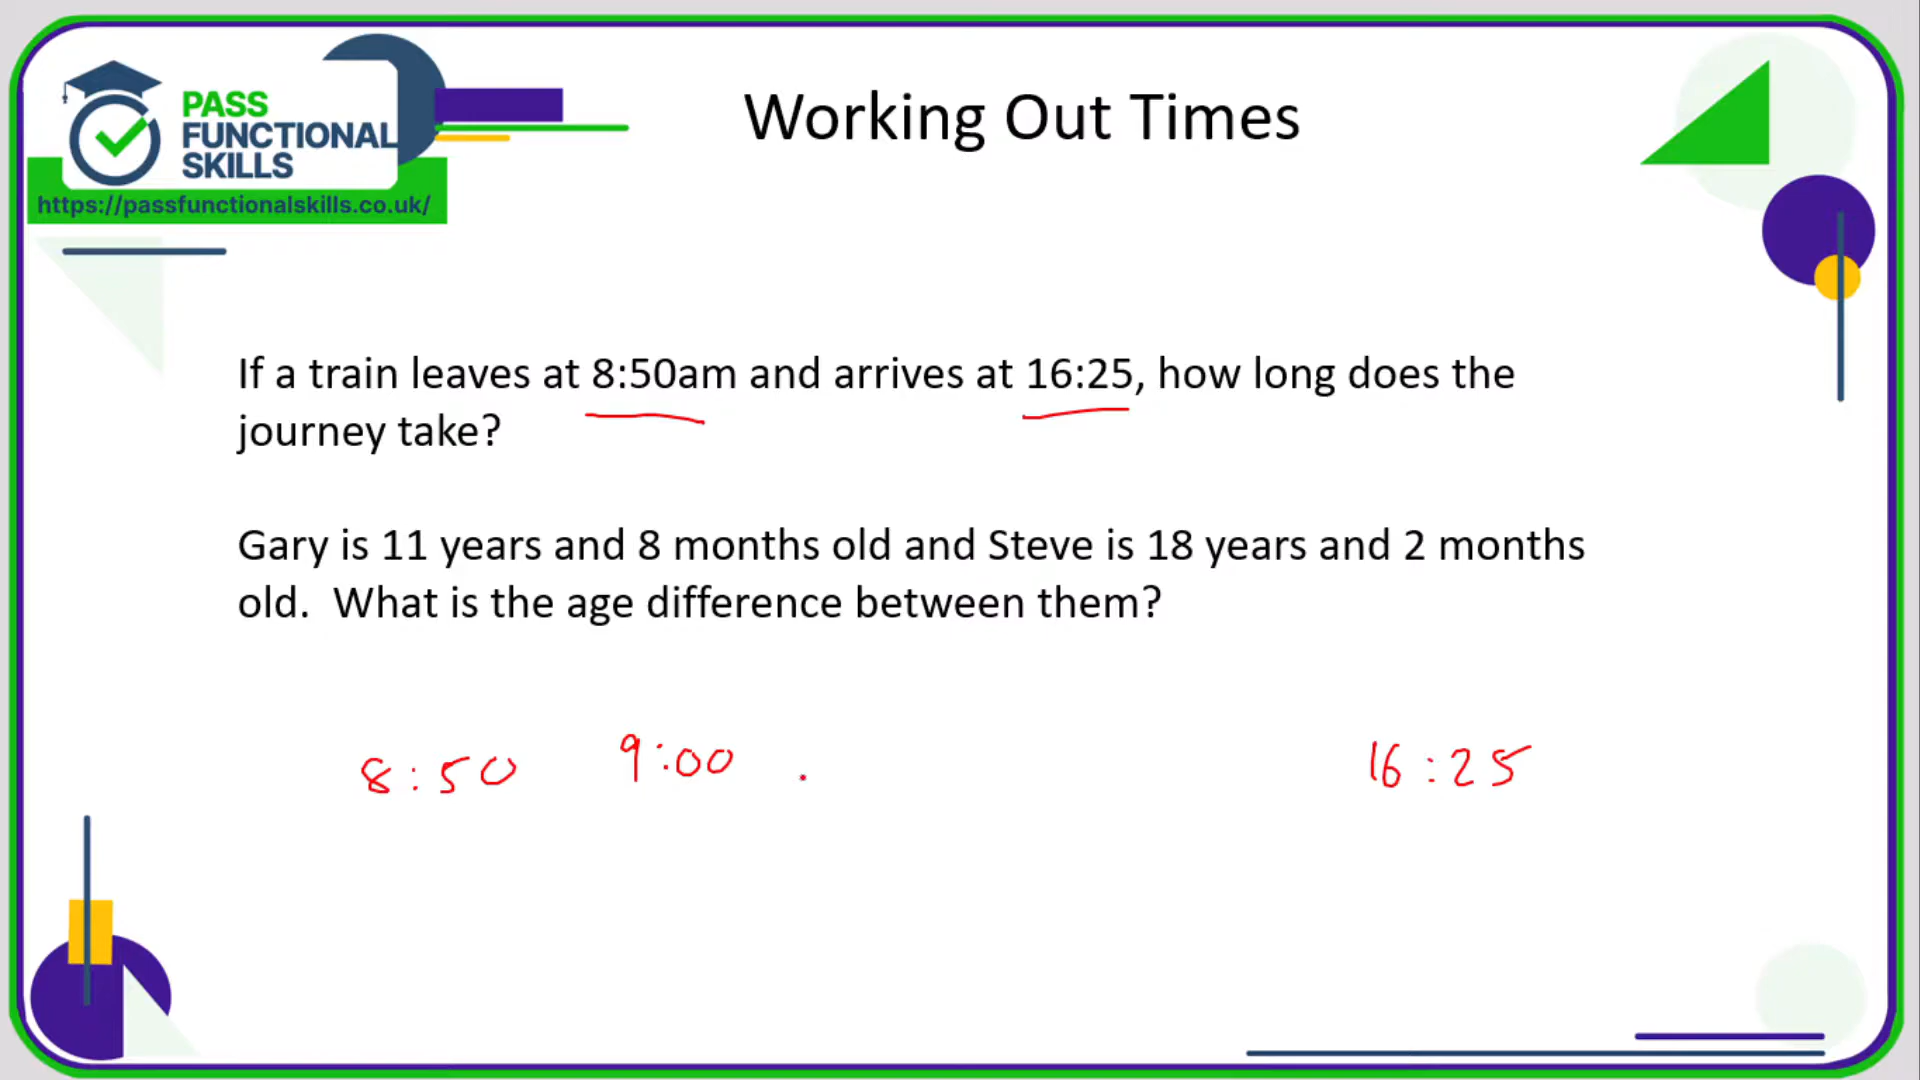 PASS
FUNCTIONAL
SKILLS
https://passfunctionalskills.co.uk/
Working Out Times
If a train leaves at 8:50am and arrives at 16:25, how long does the
journey take?
Gary is 11 years and 8 months old and Steve is 18 years and 2 months
old. What is the age difference between them?
8:50 9:00 . 16:25